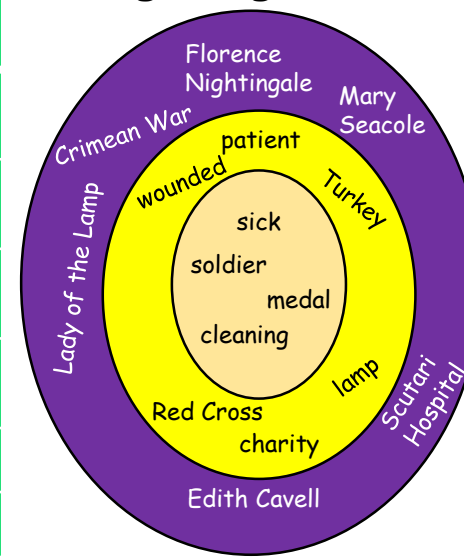 Florence
Nightingale
Mary
Seacole
Crimean War
patient
wounded
Turkey
Lady of the Lamp
sick
soldier
medal
cleaning
lamp
Scutari
Hospital
Red Cross
charity
Edith Cavell